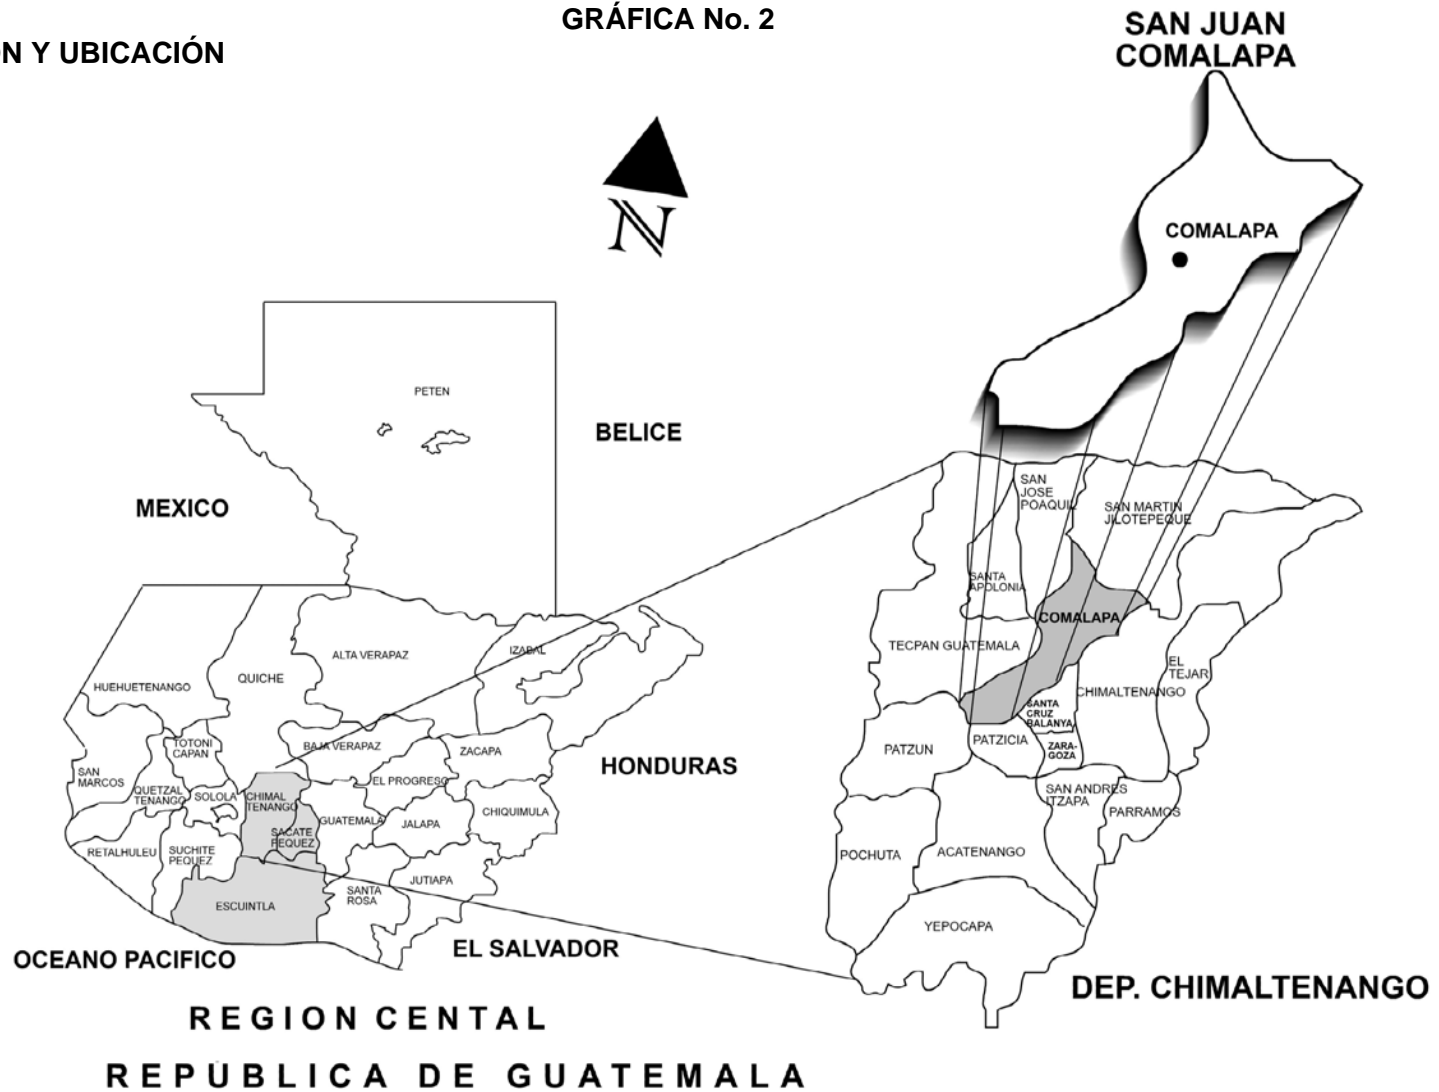 GRÁFICA No. 2
ÓN Y UBICACIÓN
SAN JUAN
COMALAPA
COMALAPA
N
PETEN
BELICE
MEXICO
ALTA VERAPAZ
IZABAL
HUEHUETENANGO
QUICHE
BAJA VERAPAZ
ZACAPA
TOTONI
CAPAN
EL PROGRESO
HONDURAS
SAN
MARCOS
QUETZAL
TENANGO
SOLOLA
CHIMAL
TENANGO
GUATEMALA
JALAPA
CHIQUIMULA
SACATE
PEQUEZ
RETALHULEU
SUCHITE
PEQUEZ
JUTIAPA
SANTA
ROSA
ESCUINTLA
EL SALVADOR
OCEANO PACIFICO
SAN
JOSE
POAQUIL
SAN MARTIN
JILOTEPEQUE
SANTA
APOLONIA
COMALAPA
TECPAN GUATEMALA
EL
TEJAR
CHIMALTENANGO
SANTA
CRUZ
BALANYA
PATZUN
PATZICIA
ZARA-
GOZA
SAN ANDRES
ITZAPA
PARRAMOS
POCHUTA
ACATENANGO
YEPOCAPA
DEP. CHIMALTENANGO
REGION CENTAL
REPÚBLICA DE GUATEMALA